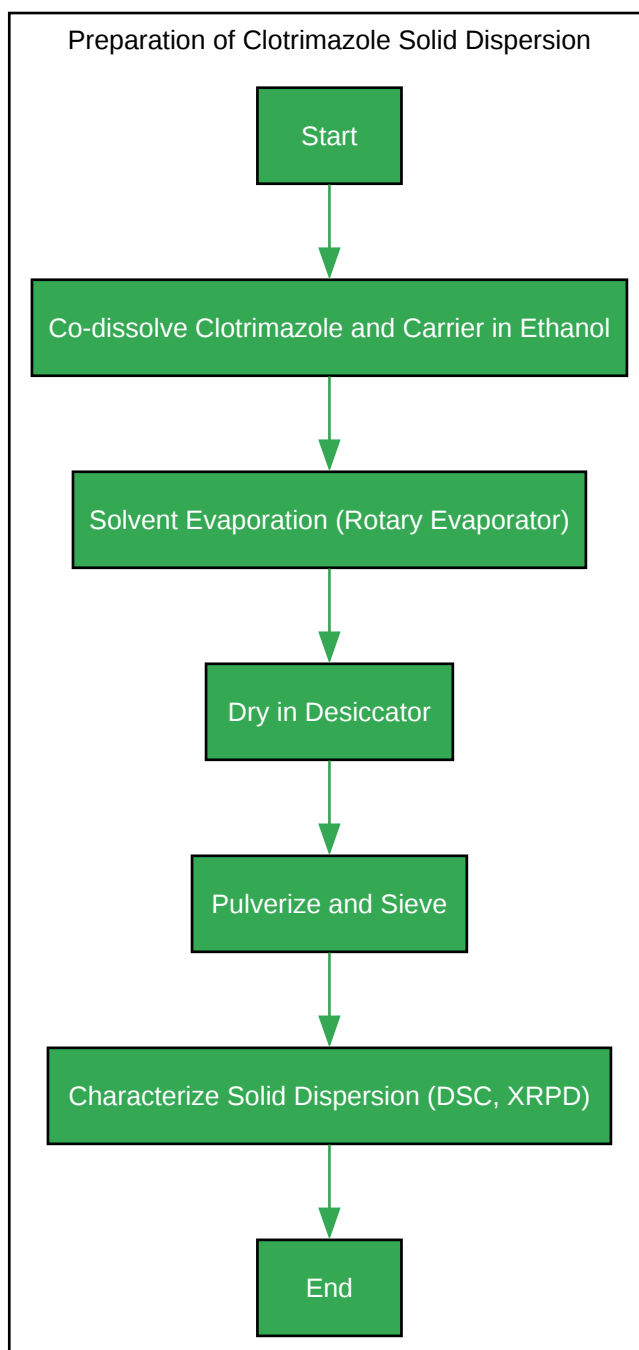 Preparation of Clotrimazole Solid Dispersion
Start
Co-dissolve Clotrimazole and Carrier in Ethanol
Solvent Evaporation (Rotary Evaporator)
Dry in Desiccator
Pulverize and Sieve
Characterize Solid Dispersion (DSC, XRPD)
End